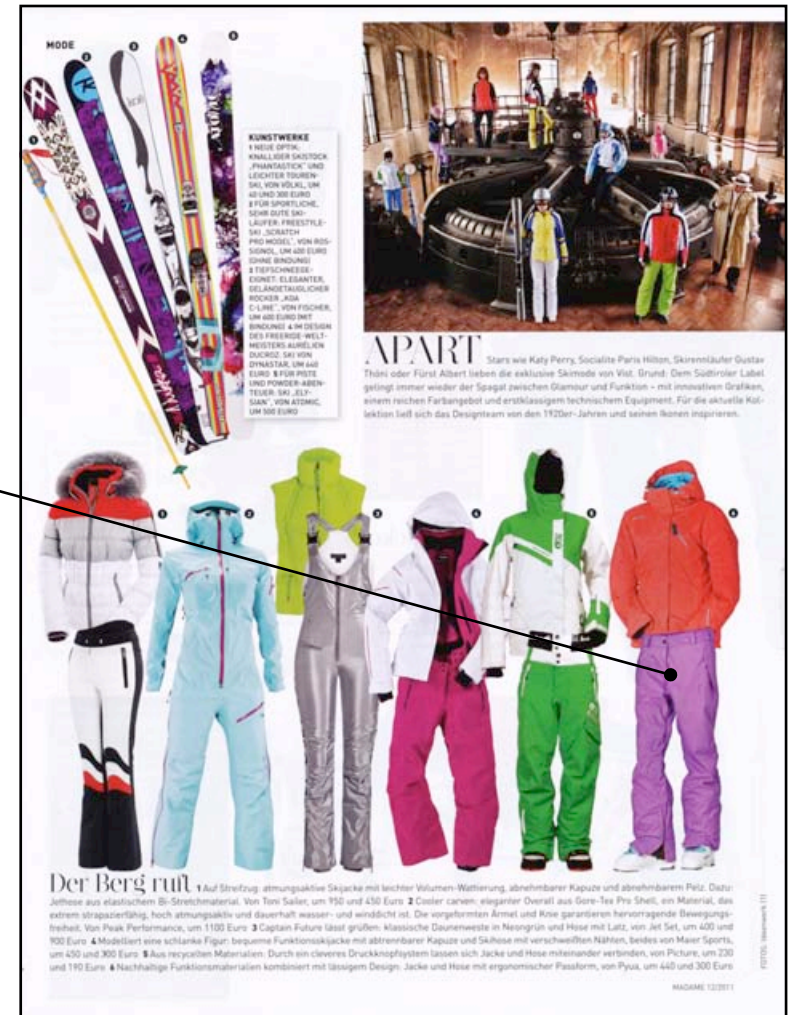 MODE
KUNSTWERKE
1 NEUE OPTIK:
KNALLIGER SKISTOCK
„PHANTASTICK“ UND
LEICHTER TOUREN-
SKI, VON VÖLKL, UM
40 UND 300 EURO
2 FÜR SPORTLICHE,
SEHR GUTE SKI-
LÄUFER: FREESTYLE-
SKI „SCRATCH
PRO MODEL“, VON ROS-
SIGNOL, UM 400 EURO
(OHNE BINDUNG)
3 TIEFSCHNEEGE-
EIGNET: ELEGANTER,
GELÄNDETAUGLICHER
ROCKER „KOA
C-LINE“, VON FISCHER,
UM 600 EURO (MIT
BINDUNG) 4 IM DESIGN
DES FREERIDE-WELT-
MEISTERS AURÉLIEN
DUCROZ: SKI VON
DYNASTAR, UM 640
EURO 5 FÜR PISTE
UND POWDER-ABEN-
TEUER: SKI „ELY-
SIAN“, VON ATOMIC,
UM 500 EURO
APART Stars wie Katy Perry, Socialite Paris Hilton, Skirennläufer Gustav
Thöni oder Fürst Albert lieben die exklusive Skimode von Vist. Grund: Dem Südtiroler Label
gelingt immer wieder der Spagat zwischen Glamour und Funktion – mit innovativen Grafiken,
einem reichen Farbangebot und erstklassigem technischem Equipment. Für die aktuelle Kol-
lektion ließ sich das Designteam von den 1920er-Jahren und seinen Ikonen inspirieren.
Der Berg ruft 1 Auf Streifzug: atmungsaktive Skijacke mit leichter Volumen-Wattierung, abnehmbarer Kapuze und abnehmbarem Pelz. Dazu:
Jethose aus elastischem Bi-Stretchmaterial. Von Toni Sailer, um 950 und 450 Euro 2 Cooler carven: eleganter Overall aus Gore-Tex Pro Shell, ein Material, das
extrem strapazierfähig, hoch atmungsaktiv und dauerhaft wasser- und winddicht ist. Die vorgeformten Ärmel und Knie garantieren hervorragende Bewegungs-
freiheit. Von Peak Performance, um 1100 Euro 3 Captain Future lässt grüßen: klassische Daunenweste in Neongrün und Hose mit Latz, von Jet Set, um 400 und
900 Euro 4 Modelliert eine schlanke Figur: bequeme Funktionsskijacke mit abtrennbarer Kapuze und Skihose mit verschweißten Nähten, beides von Maier Sports,
um 450 und 300 Euro 5 Aus recycelten Materialien: Durch ein cleveres Druckknopfsystem lassen sich Jacke und Hose miteinander verbinden, von Picture, um 230
und 190 Euro 6 Nachhaltige Funktionsmaterialien kombiniert mit lässigem Design: Jacke und Hose mit ergonomischer Passform, von Pyua, um 440 und 300 Euro
MADAME 12/2011